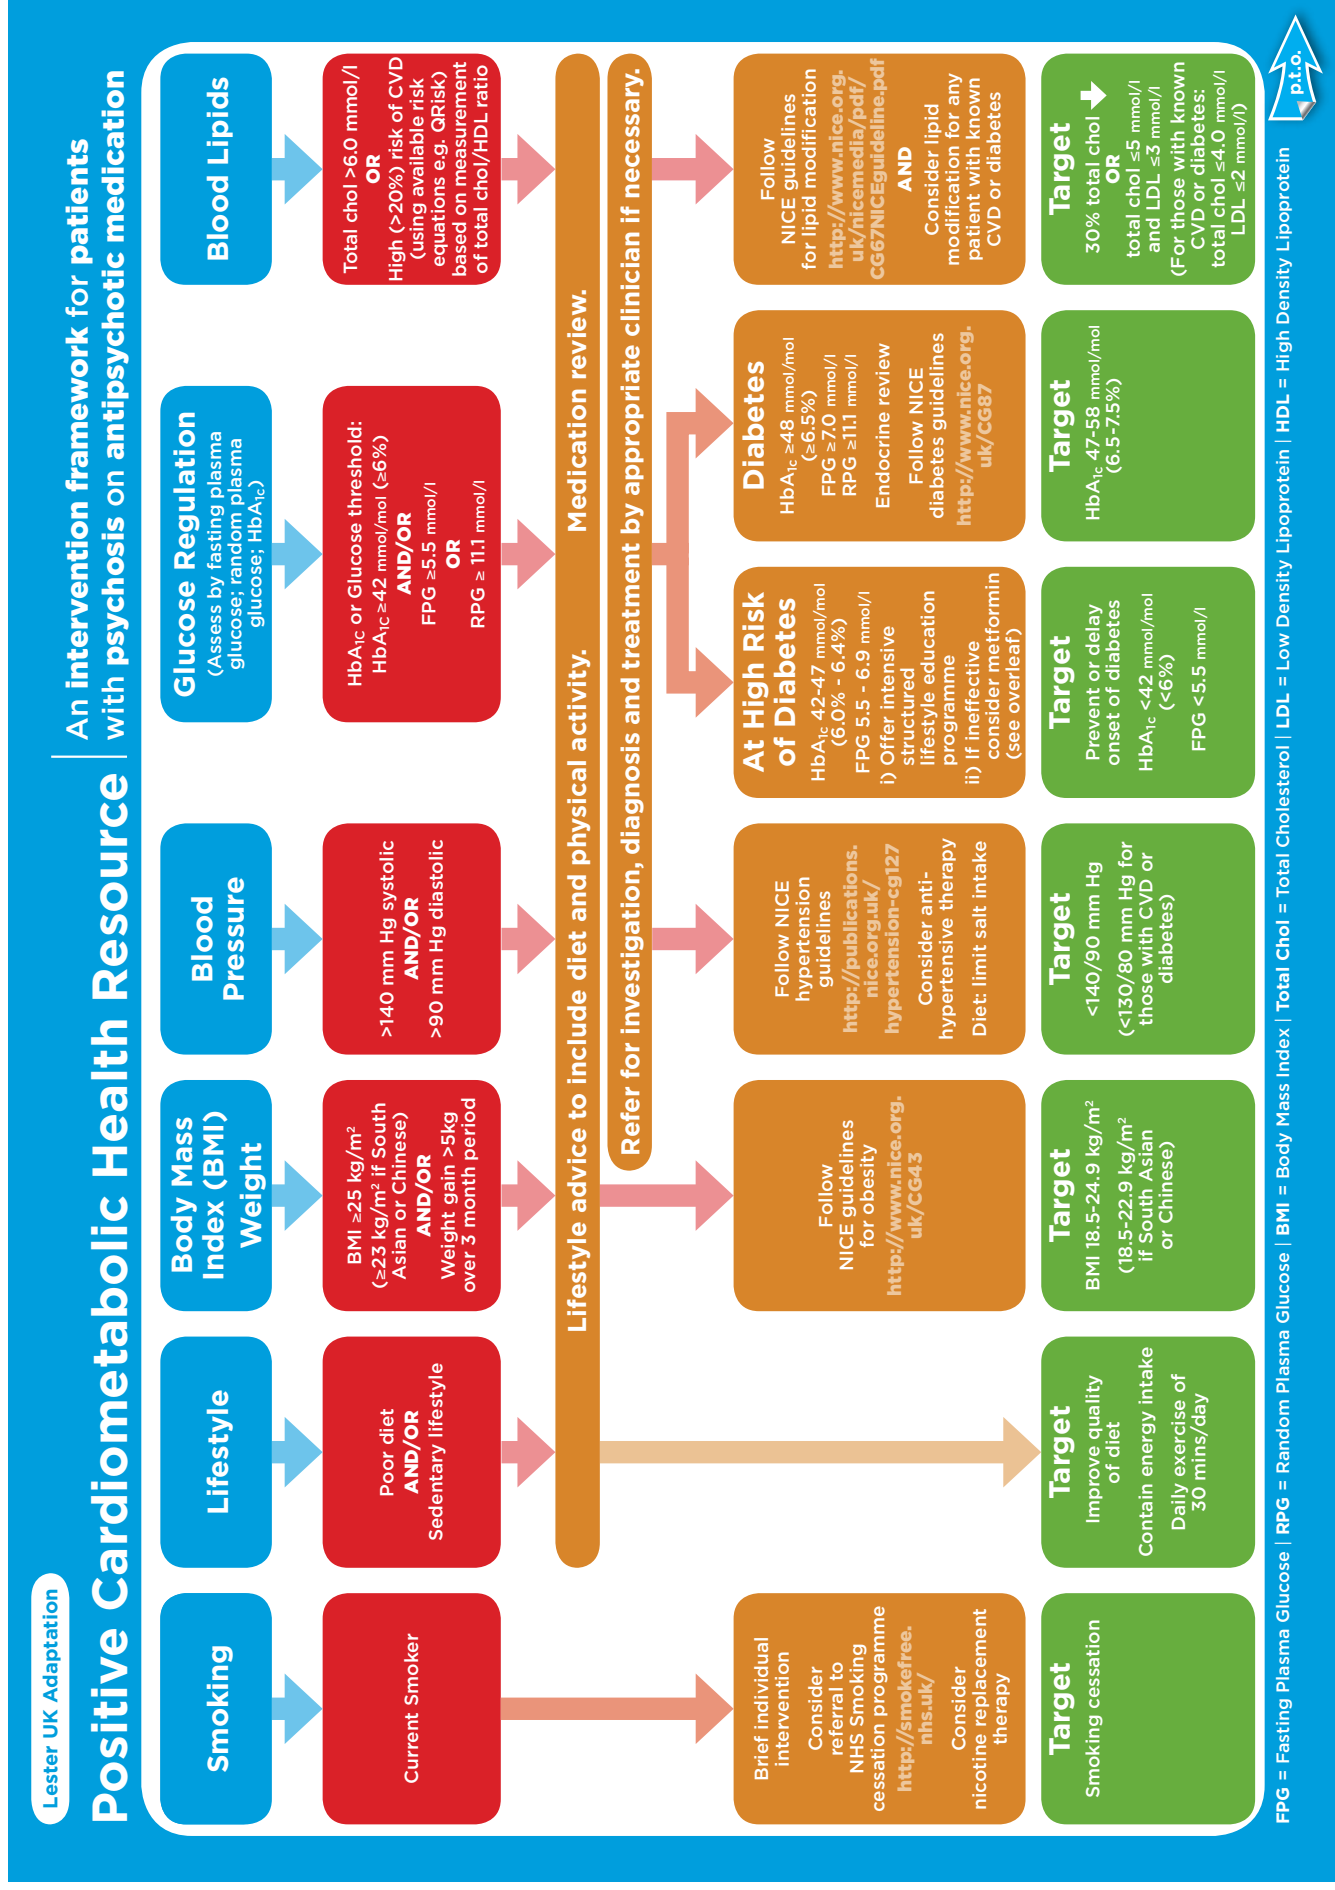 Lester UK Adaptation
Positive Cardiometabolic Health Resource
An intervention framework for patients
with psychosis on antipsychotic medication
Smoking
Lifestyle
Body Mass
Index (BMI)
Weight
Blood
Pressure
Glucose Regulation
(Assess by fasting plasma
glucose; random plasma
glucose; HbA1c)
Blood Lipids
Current Smoker
Poor diet
AND/OR
Sedentary lifestyle
BMI ≥25 kg/m²
(≥23 kg/m² if South
Asian or Chinese)
AND/OR
Weight gain >5kg
over 3 month period
>140 mm Hg systolic
AND/OR
>90 mm Hg diastolic
HbA1C or Glucose threshold:
HbA1C ≥42 mmol/mol (≥6%)
AND/OR
FPG ≥5.5 mmol/l
OR
RPG ≥ 11.1 mmol/l
Total chol >6.0 mmol/l
OR
High (>20%) risk of CVD
(using available risk
equations e.g. QRisk)
based on measurement
of total chol/HDL ratio
Lifestyle advice to include diet and physical activity. Medication review.
Refer for investigation, diagnosis and treatment by appropriate clinician if necessary.
Brief individual
intervention
Consider
referral to
NHS Smoking
cessation programme
http://smokefree.
nhs.uk/
Consider
nicotine replacement
therapy
Follow
NICE guidelines
for obesity
http://www.nice.org.
uk/CG43
Follow NICE
hypertension
guidelines
http://publications.
nice.org.uk/
hypertension-cg127
Consider anti-
hypertensive therapy
Diet: limit salt intake
At High Risk
of Diabetes
HbA1c 42-47 mmol/mol
(6.0% - 6.4%)
FPG 5.5 - 6.9 mmol/l
i) Offer intensive
structured
lifestyle education
programme
ii) If ineffective
consider metformin
(see overleaf)
Diabetes
HbA1c ≥48 mmol/mol
(≥6.5%)
FPG ≥7.0 mmol/l
RPG ≥11.1 mmol/l
Endocrine review
Follow NICE
diabetes guidelines
http://www.nice.org.
uk/CG87
Follow
NICE guidelines
for lipid modification
http://www.nice.org.
uk/nicemedia/pdf/
CG67NICEguideline.pdf
AND
Consider lipid
modification for any
patient with known
CVD or diabetes
Target
Smoking cessation
Target
Improve quality
of diet
Contain energy intake
Daily exercise of
30 mins/day
Target
BMI 18.5-24.9 kg/m²
(18.5-22.9 kg/m²
if South Asian
or Chinese)
Target
<140/90 mm Hg
(<130/80 mm Hg for
those with CVD or
diabetes)
Target
Prevent or delay
onset of diabetes
HbA1c <42 mmol/mol
(<6%)
FPG <5.5 mmol/l
Target
HbA1c 47-58 mmol/mol
(6.5-7.5%)
Target
30% total chol
OR
total chol ≤5 mmol/l
and LDL ≤3 mmol/l
(For those with known
CVD or diabetes:
total chol ≤4.0 mmol/l
LDL ≤2 mmol/l)
FPG = Fasting Plasma Glucose | RPG = Random Plasma Glucose | BMI = Body Mass Index | Total Chol = Total Cholesterol | LDL = Low Density Lipoprotein | HDL = High Density Lipoprotein
p.t.o.